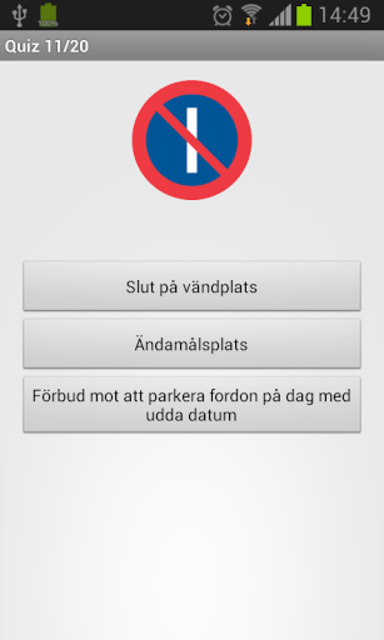 100%
14:49
Quiz 11/20
Slut på vändplats
Ändamålsplats
Förbud mot att parkera fordon på dag med
udda datum